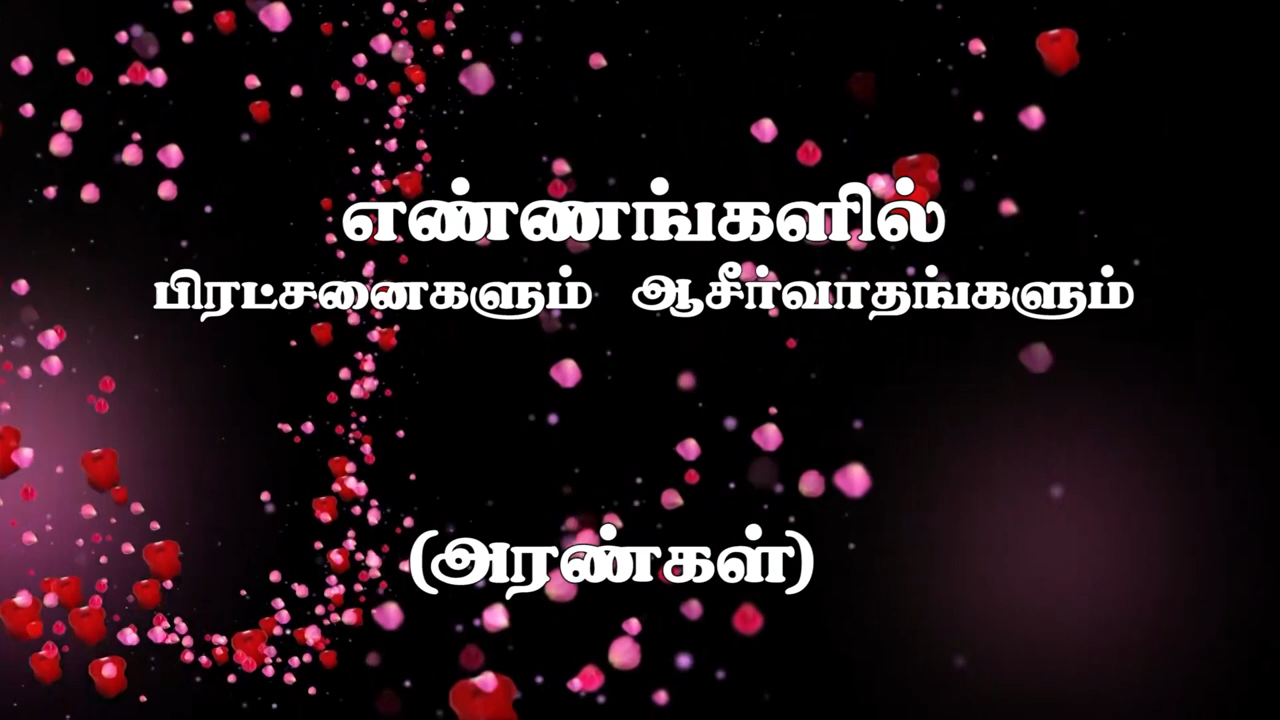 எண்ணங்களில்
பிரட்சனைகளும் ஆசீர்வாதங்களும்
(அரண்கள்)